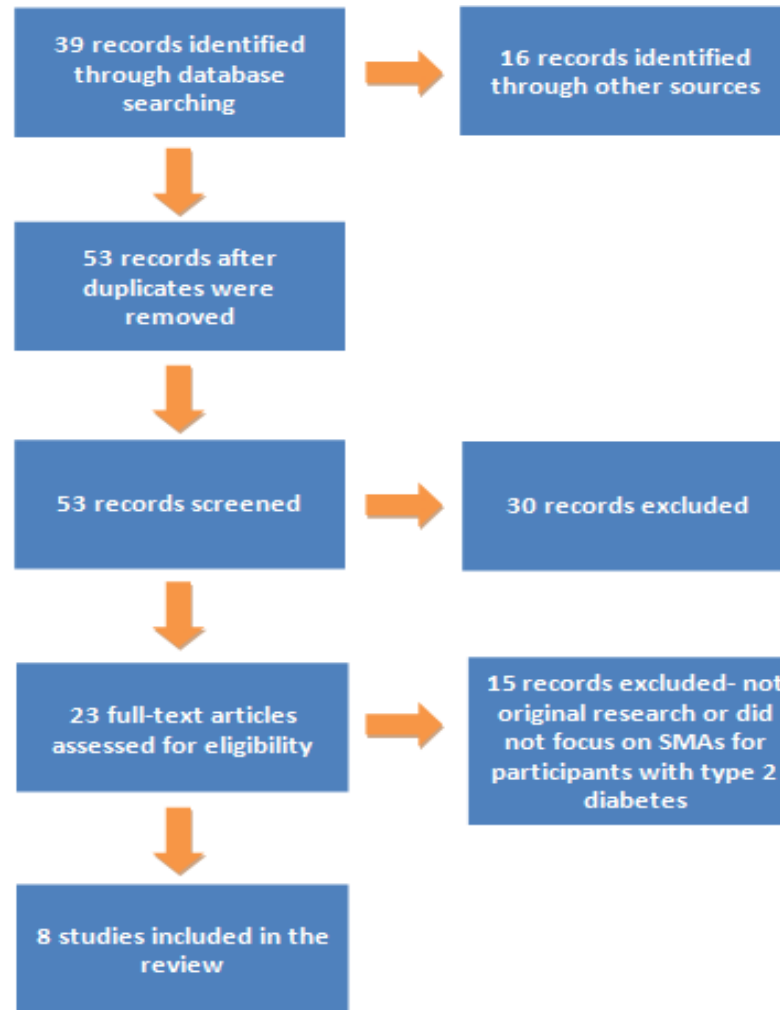 39 records identified
through database
searching
16 records identified
through other sources
53 records after
duplicates were
removed
53 records screened
30 records excluded
23 full-text articles
assessed for eligibility
15 records excluded- not
original research or did
not focus on SMAs for
participants with type 2
diabetes
8 studies included in the
review